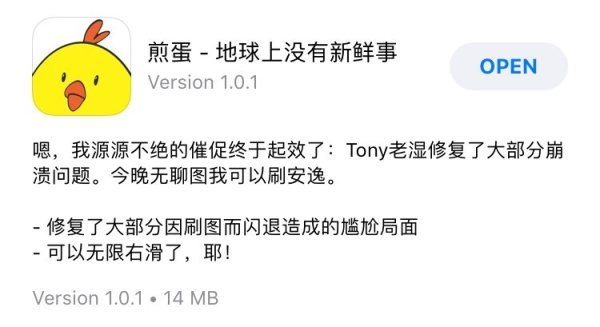 煎蛋 - 地球上没有新鲜事
Version 1.0.1
OPEN
嗯，我源源不绝的催促终于起效了：Tony老湿修复了大部分崩
溃问题。今晚无聊图我可以刷安逸。
- 修复了大部分因刷图而闪退造成的尴尬局面
- 可以无限右滑了，耶！
Version 1.0.1 • 14 MB